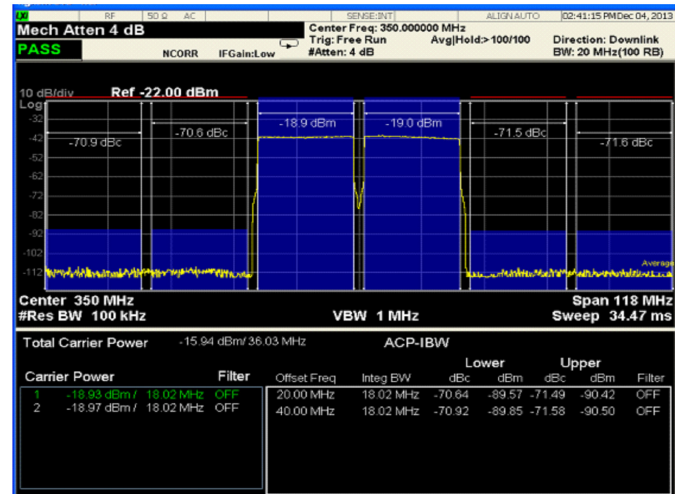 LXI RF 50 Ω AC SENSE:INT ALIGN AUTO 02:41:15 PM Dec 04, 2013
Mech Atten 4 dB
Center Freq: 350.000000 MHz
Trig: Free Run Avg|Hold:> 100/100 Direction: Downlink
PASS NCORR IFGain:Low #Atten: 4 dB BW: 20 MHz(100 RB)
10 dB/div Ref -22.00 dBm
Log
-32
-42
-52
-62
-72
-82
-92
-102
-112
-70.9 dBc -70.6 dBc -18.9 dBm -19.0 dBm -71.5 dBc -71.6 dBc
Average
Center 350 MHz Span 118 MHz
#Res BW 100 kHz VBW 1 MHz Sweep 34.47 ms
Total Carrier Power -15.94 dBm/ 36.03 MHz ACP-IBW
Lower Upper
Carrier Power Filter Offset Freq Integ BW dBc dBm dBc dBm Filter
1 -18.93 dBm / 18.02 MHz OFF 20.00 MHz 18.02 MHz -70.64 -89.57 -71.49 -90.42 OFF
2 -18.97 dBm / 18.02 MHz OFF 40.00 MHz 18.02 MHz -70.92 -89.85 -71.58 -90.50 OFF